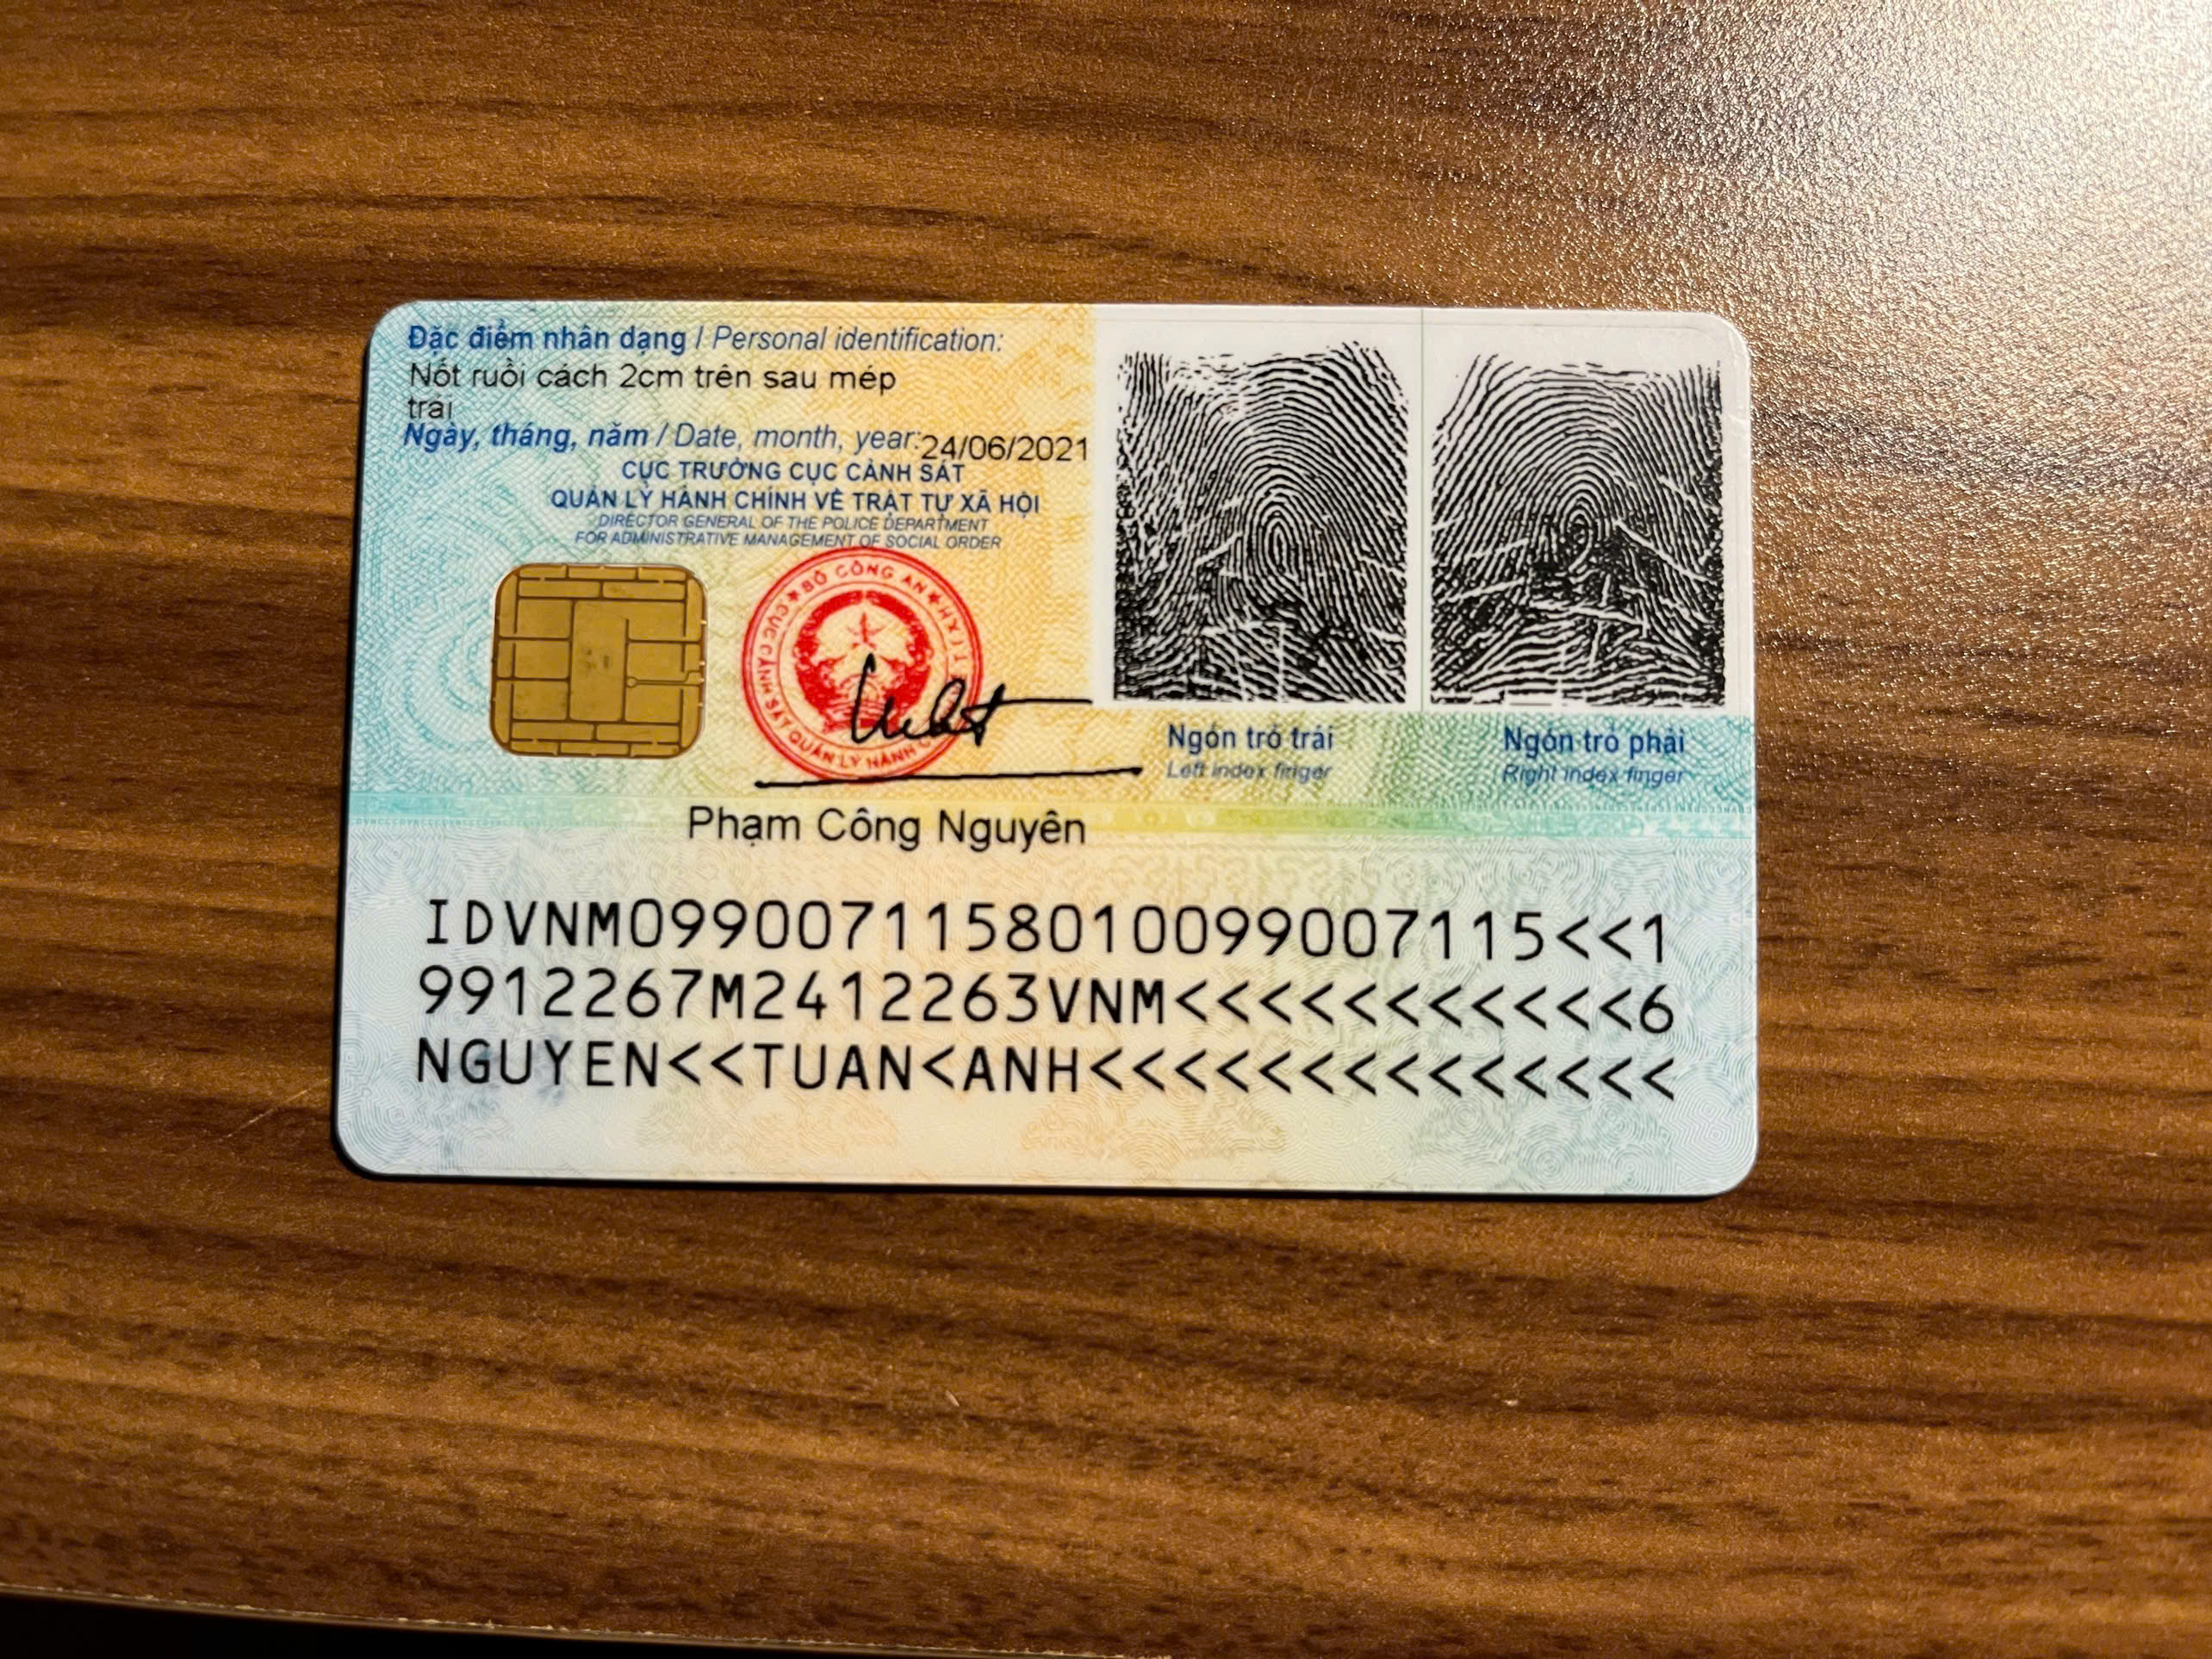 Đặc điểm nhân dạng / Personal identification:
Nốt ruồi cách 2cm trên sau mép
trái
Ngày, tháng, năm / Date, month, year: 24/06/2021
CỤC TRƯỞNG CỤC CẢNH SÁT
QUẢN LÝ HÀNH CHÍNH VỀ TRẬT TỰ XÃ HỘI
DIRECTOR GENERAL OF THE POLICE DEPARTMENT
FOR ADMINISTRATIVE MANAGEMENT OF SOCIAL ORDER
BỘ CÔNG AN
CỤC CẢNH SÁT QUẢN LÝ HÀNH
Phạm Công Nguyên
Ngón trỏ trái
Left index finger
Ngón trỏ phải
Right index finger
IDVNM0990071158010099007115<<1
9912267M2412263VNM<<<<<<<<<<<6
NGUYEN<<TUAN<ANH<<<<<<<<<<<<<<